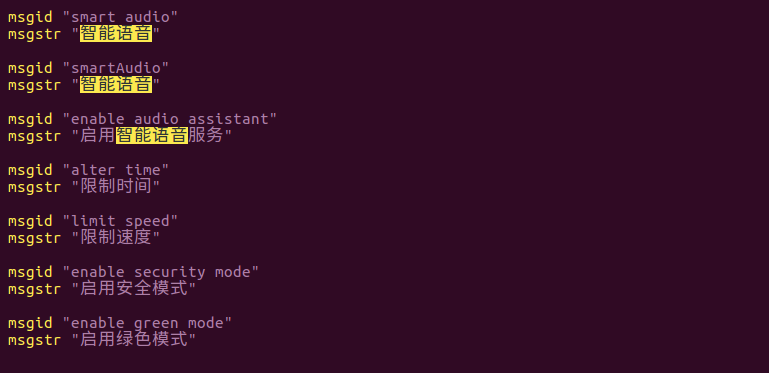 msgid "smart audio"
msgstr "智能语音"
msgid "smartAudio"
msgstr "智能语音"
msgid "enable audio assistant"
msgstr "启用智能语音服务"
msgid "alter time"
msgstr "限制时间"
msgid "limit speed"
msgstr "限制速度"
msgid "enable security mode"
msgstr "启用安全模式"
msgid "enable green mode"
msgstr "启用绿色模式"